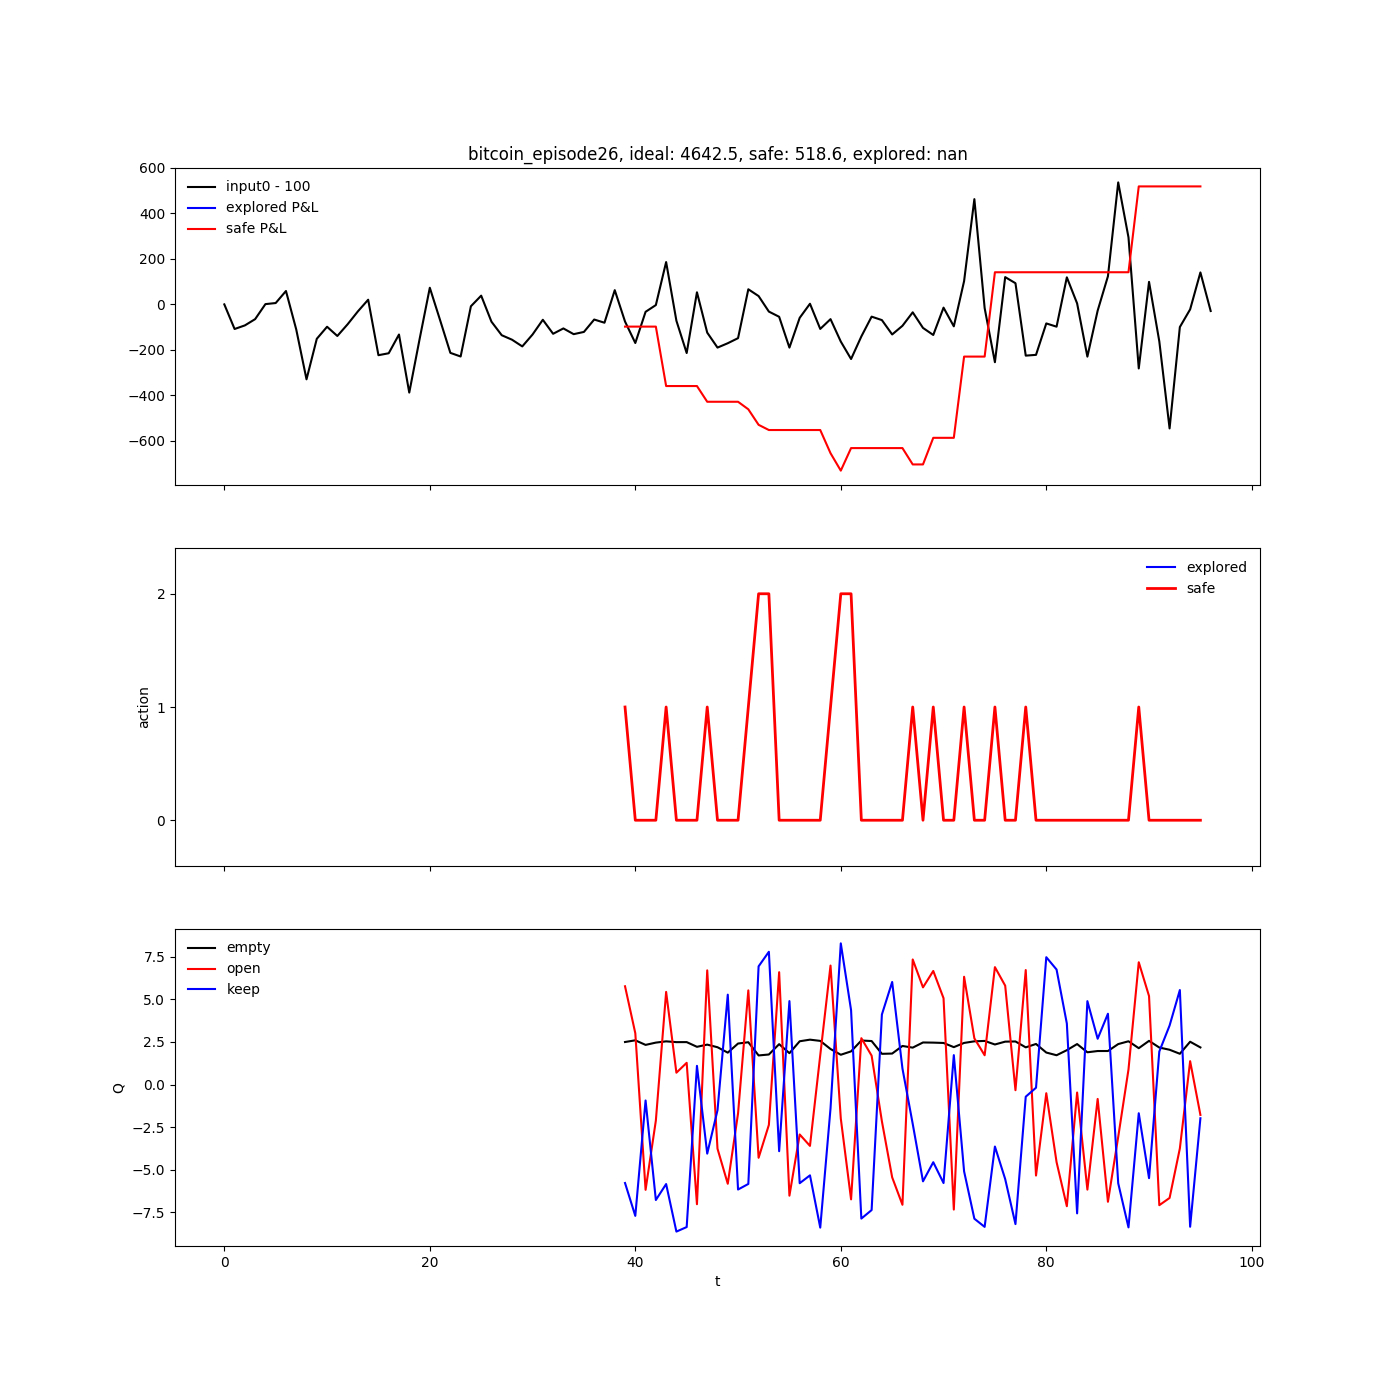 bitcoin_episode26, ideal: 4642.5, safe: 518.6, explored: nan
600
400
200
0
−200
−400
−600
input0 - 100
explored P&L
safe P&L
action
2
1
0
explored
safe
Q
7.5
5.0
2.5
0.0
−2.5
−5.0
−7.5
empty
open
keep
0 20 40 60 80 100
t